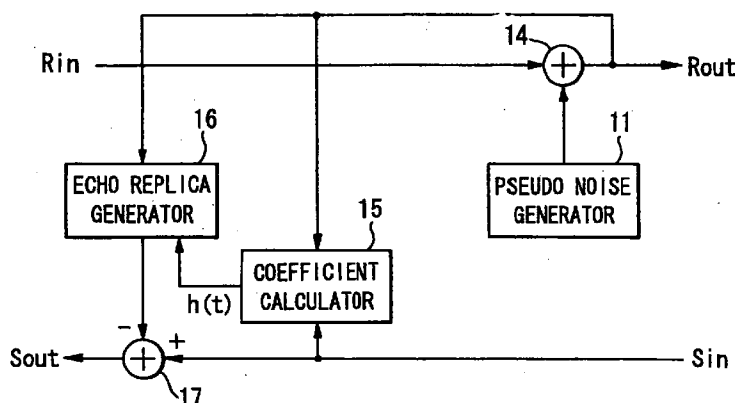 14
Rin
Rout
16
11
ECHO REPLICA
GENERATOR
PSEUDO NOISE
GENERATOR
15
COEFFICIENT
CALCULATOR
h(t)
-
+
Sout
Sin
17